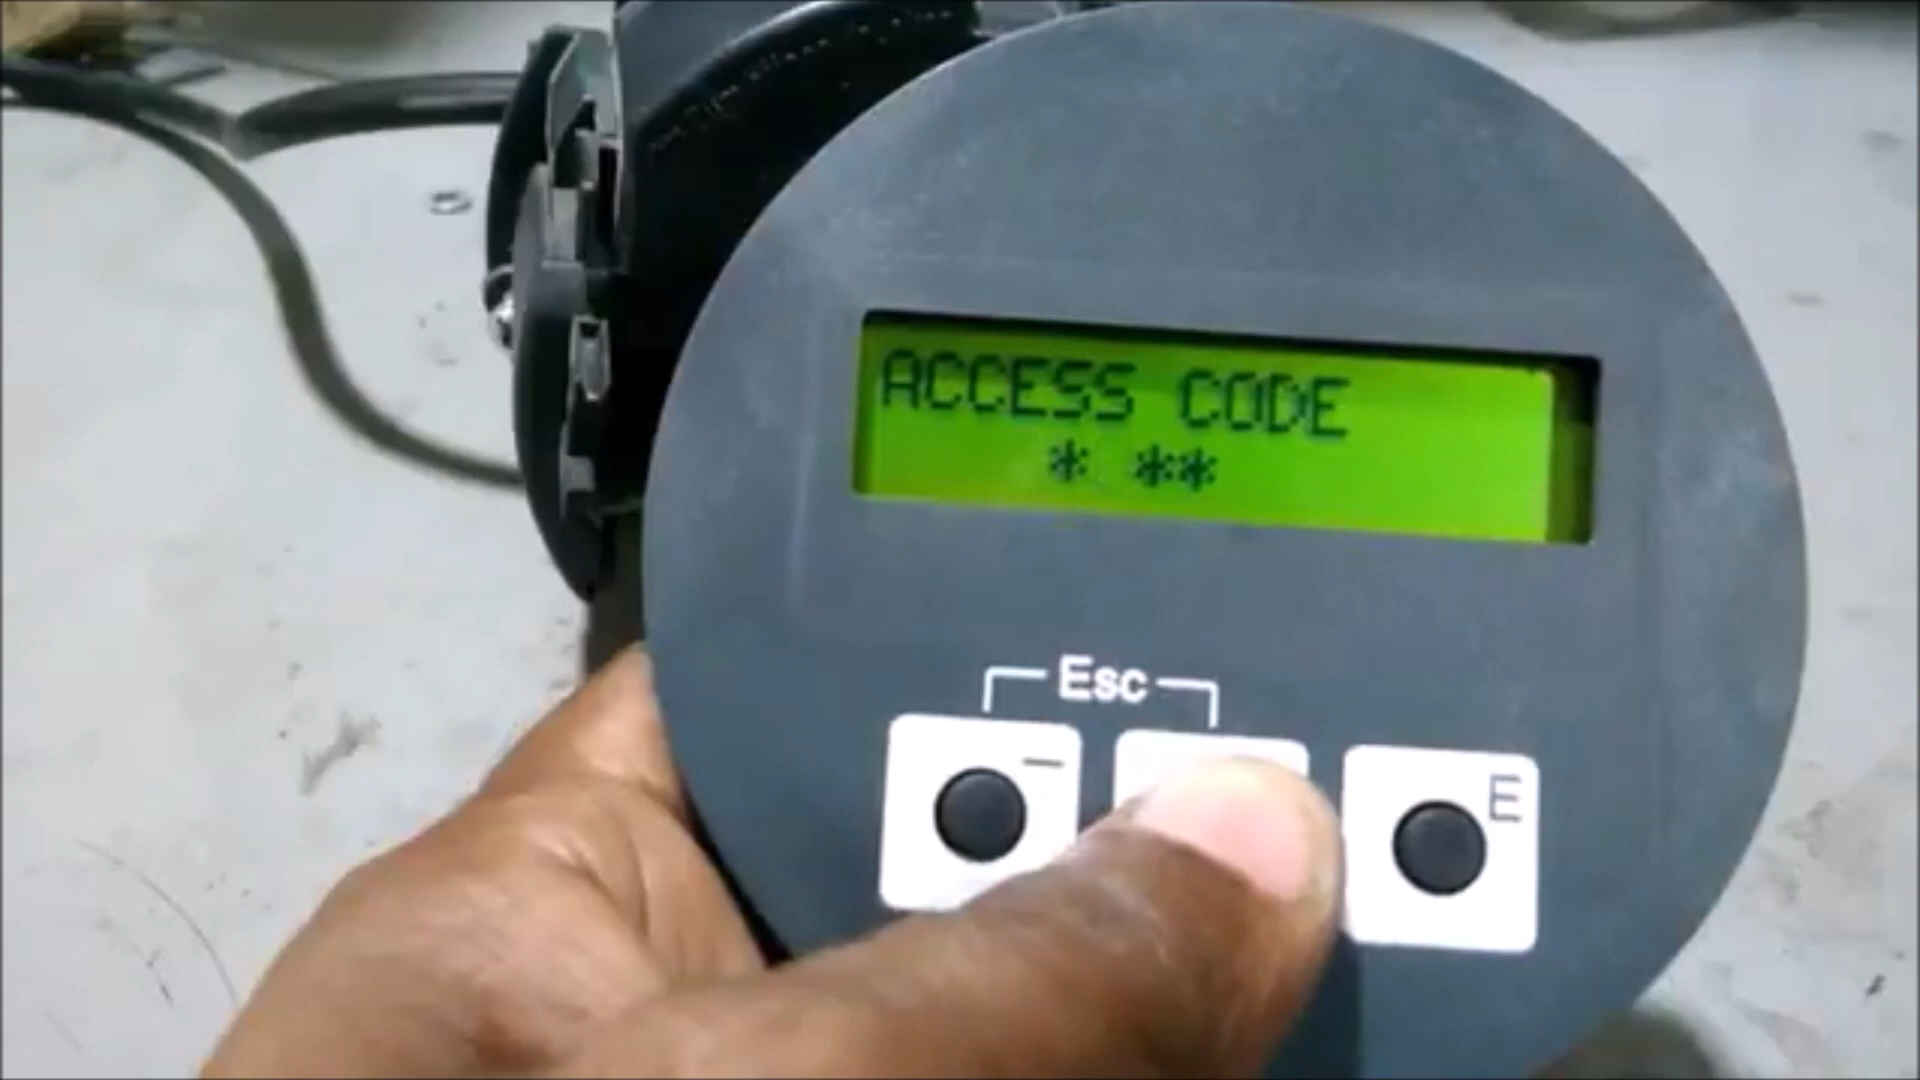 ACCESS CODE
* **
Esc
–
E